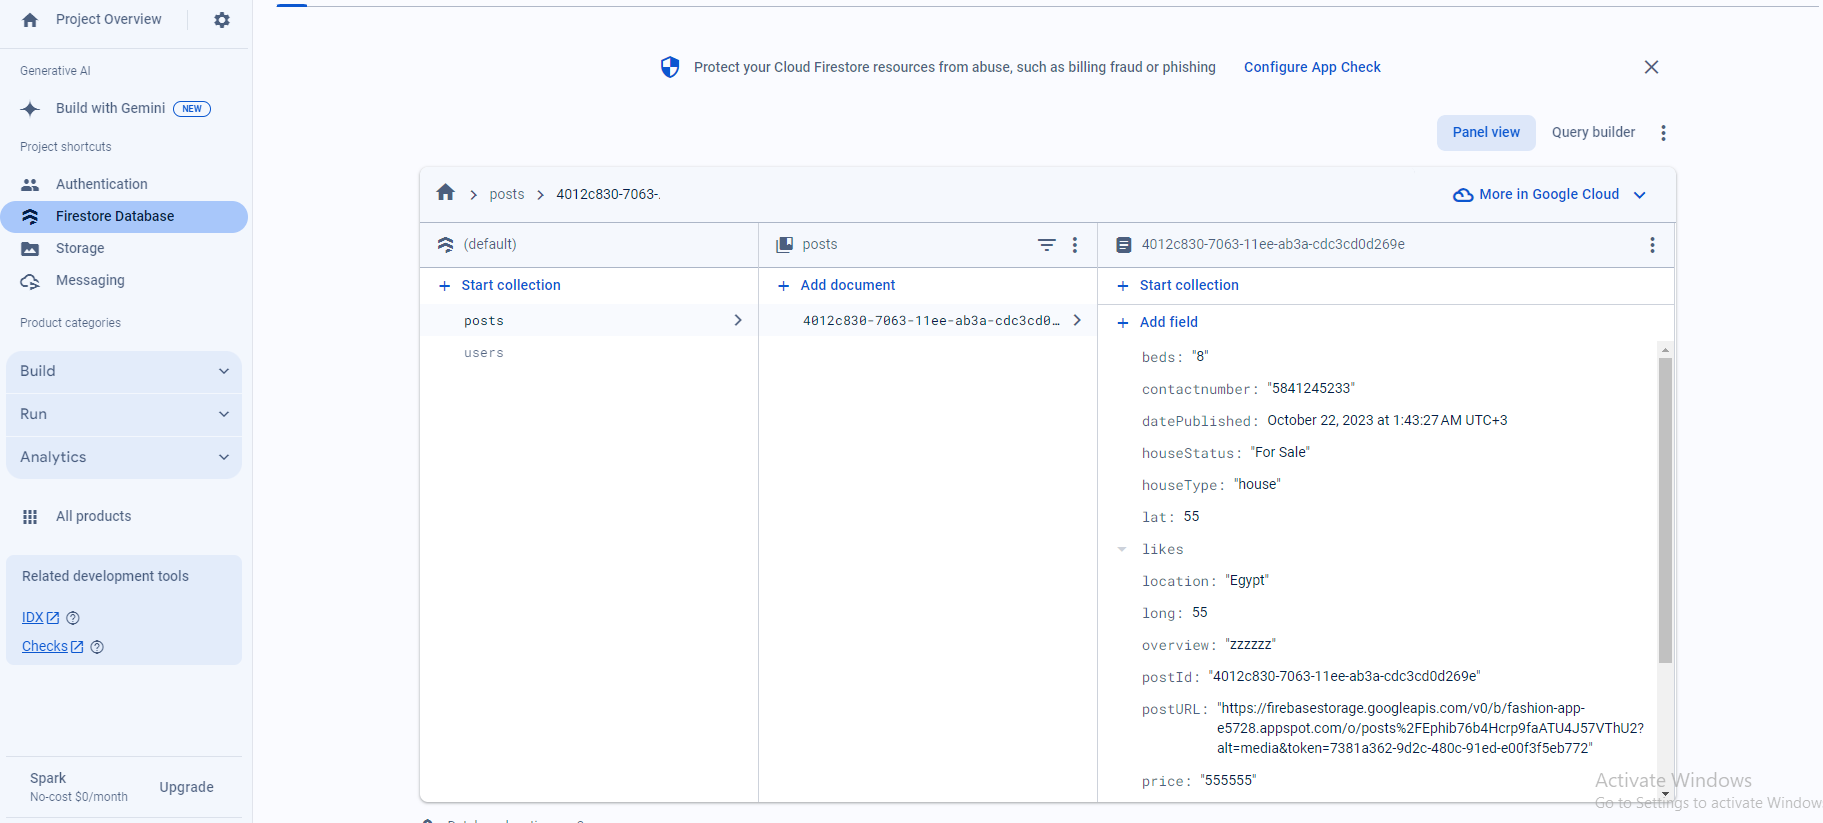 Project Overview
Generative AI
Build with Gemini NEW
Project shortcuts
Authentication
Firestore Database
Storage
Messaging
Product categories
Build
Run
Analytics
All products
Related development tools
IDX
Checks
Spark
No-cost $0/month
Upgrade
Protect your Cloud Firestore resources from abuse, such as billing fraud or phishing Configure App Check
Panel view Query builder
posts 4012c830-7063-.
More in Google Cloud
(default)
Start collection
posts
users
posts
Add document
4012c830-7063-11ee-ab3a-cdc3cd0…
4012c830-7063-11ee-ab3a-cdc3cd0d269e
Start collection
Add field
beds: "8"
contactnumber: "5841245233"
datePublished: October 22, 2023 at 1:43:27 AM UTC+3
houseStatus: "For Sale"
houseType: "house"
lat: 55
likes
location: "Egypt"
long: 55
overview: "zzzzzz"
postId: "4012c830-7063-11ee-ab3a-cdc3cd0d269e"
postURL: "https://firebasestorage.googleapis.com/v0/b/fashion-app-
e5728.appspot.com/o/posts%2FEphib76b4Hcrp9faATU4J57VThU2?
alt=media&token=7381a362-9d2c-480c-91ed-e00f3f5eb772"
price: "555555"
Activate Windows
Go to Settings to activate Window